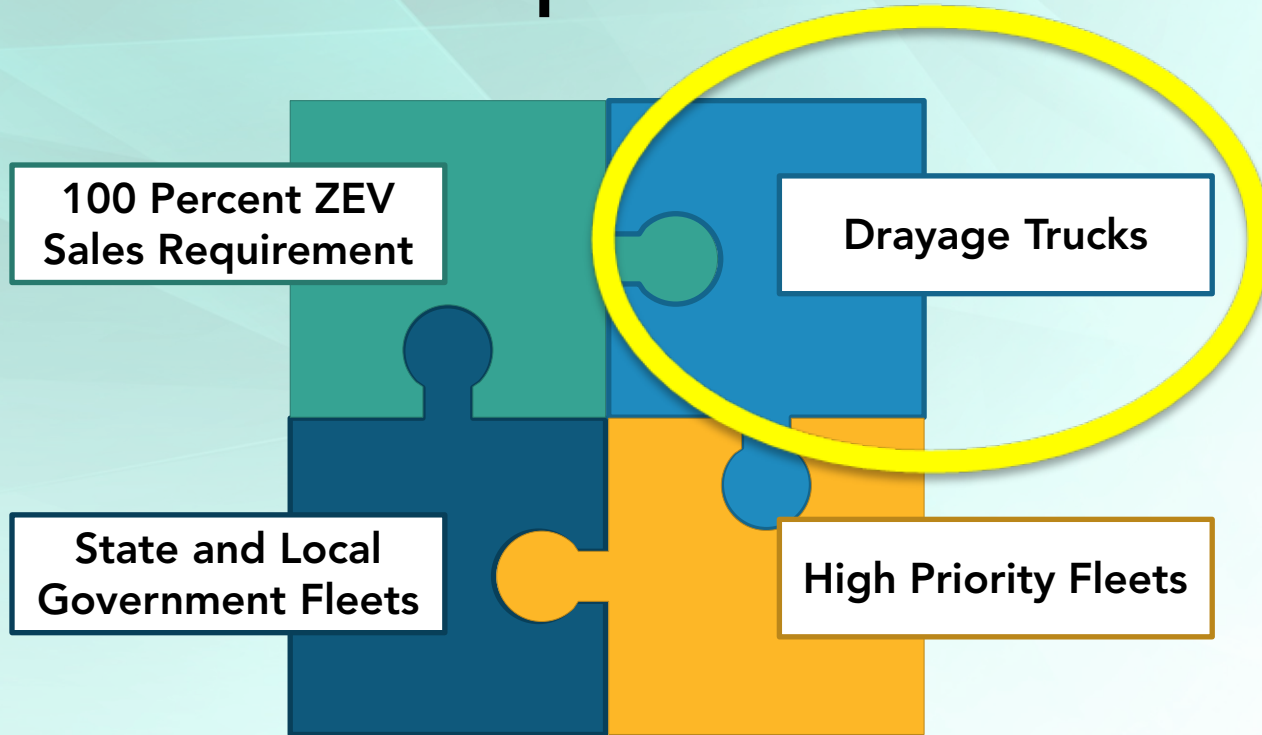 100 Percent ZEV
Sales Requirement
Drayage Trucks
State and Local
Government Fleets
High Priority Fleets